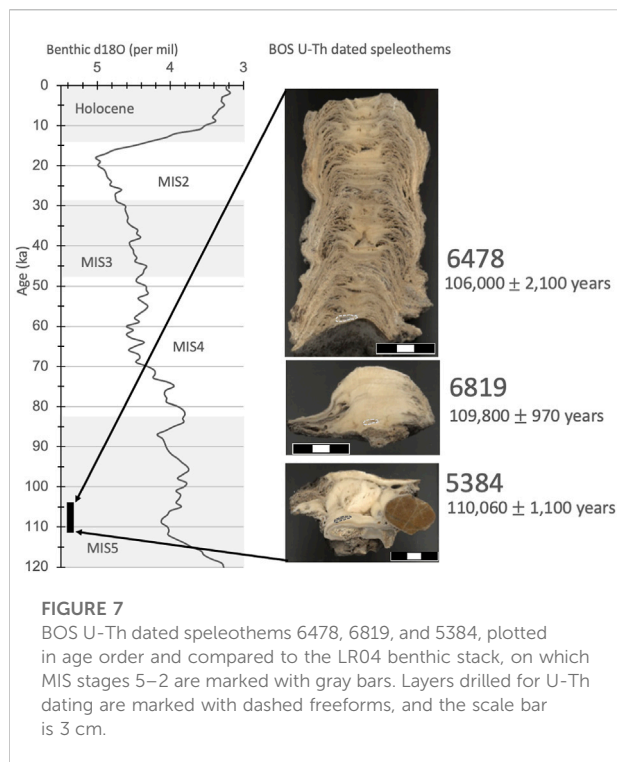 Benthic d18O (per mil)
BOS U-Th dated speleothems
5 4 3
0
Holocene
10
20
MIS2
30
40
MIS3
50
Age (ka)
60
MIS4
70
80
90
100
110
MIS5
120
6478
106,000 ± 2,100 years
6819
109,800 ± 970 years
5384
110,060 ± 1,100 years
FIGURE 7
BOS U-Th dated speleothems 6478, 6819, and 5384, plotted
in age order and compared to the LR04 benthic stack, on which
MIS stages 5–2 are marked with gray bars. Layers drilled for U-Th
dating are marked with dashed freeforms, and the scale bar
is 3 cm.